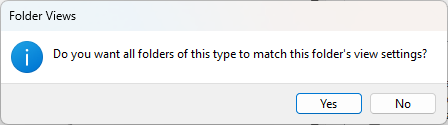 Folder Views
Do you want all folders of this type to match this folder's view settings?
Yes
No